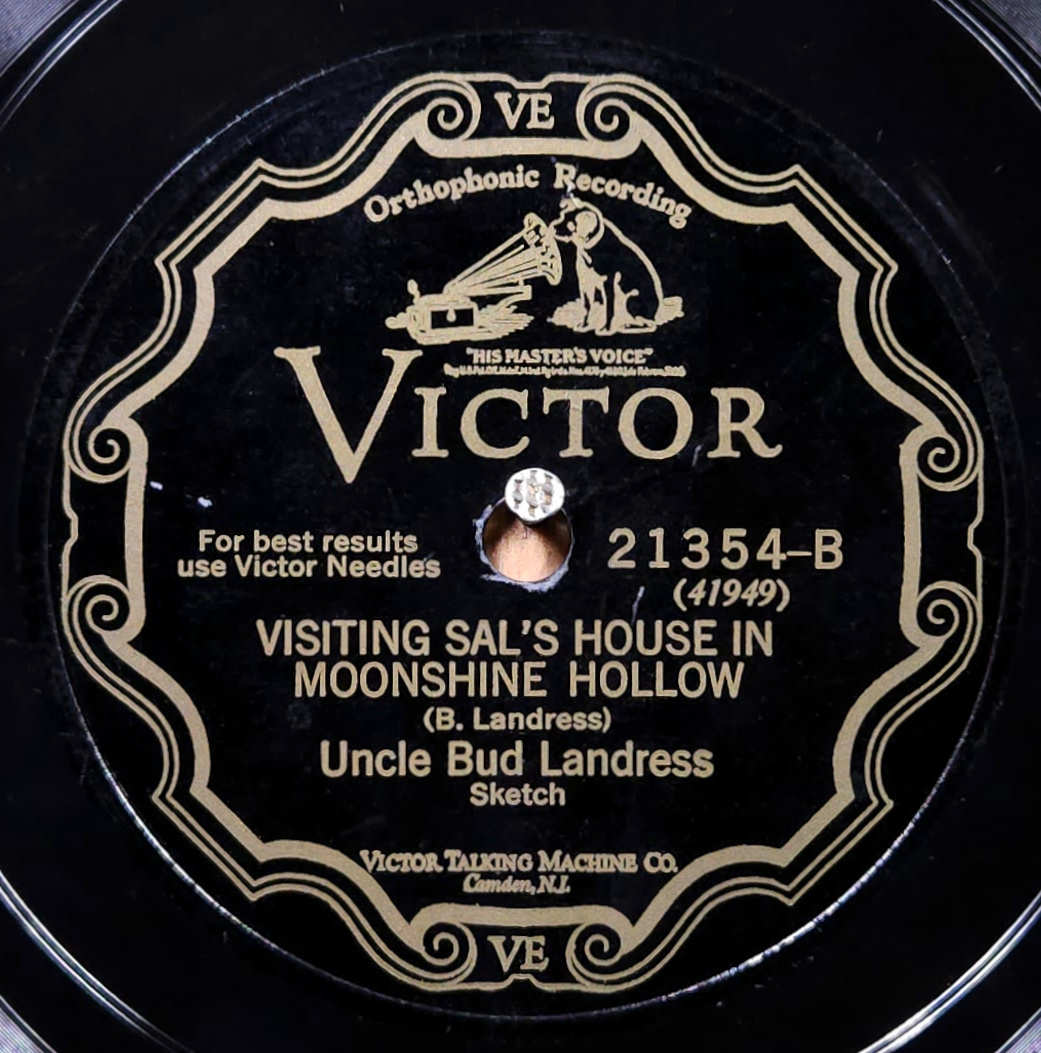 VE
Orthophonic Recording
"HIS MASTER'S VOICE"
VICTOR
For best results
use Victor Needles
21354-B
(41949)
VISITING SAL'S HOUSE IN
MOONSHINE HOLLOW
(B. Landress)
Uncle Bud Landress
Sketch
VICTOR TALKING MACHINE CO.
Camden, N.J.
VE